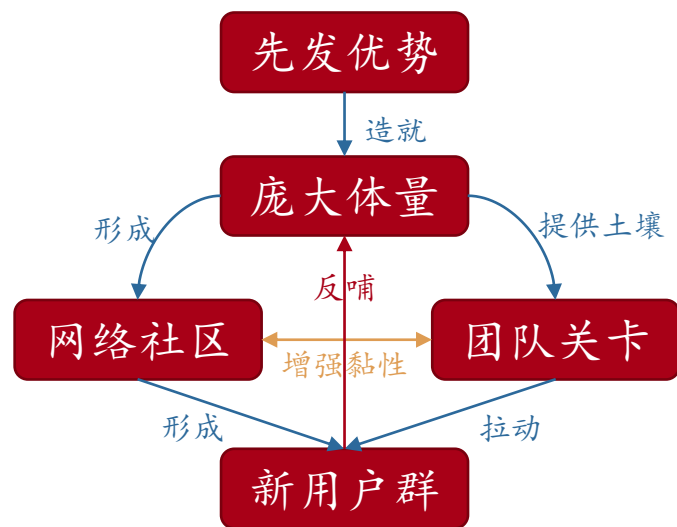 先发优势
造就
庞大体量
形成
提供土壤
反哺
网络社区
团队关卡
增强黏性
形成
拉动
新用户群